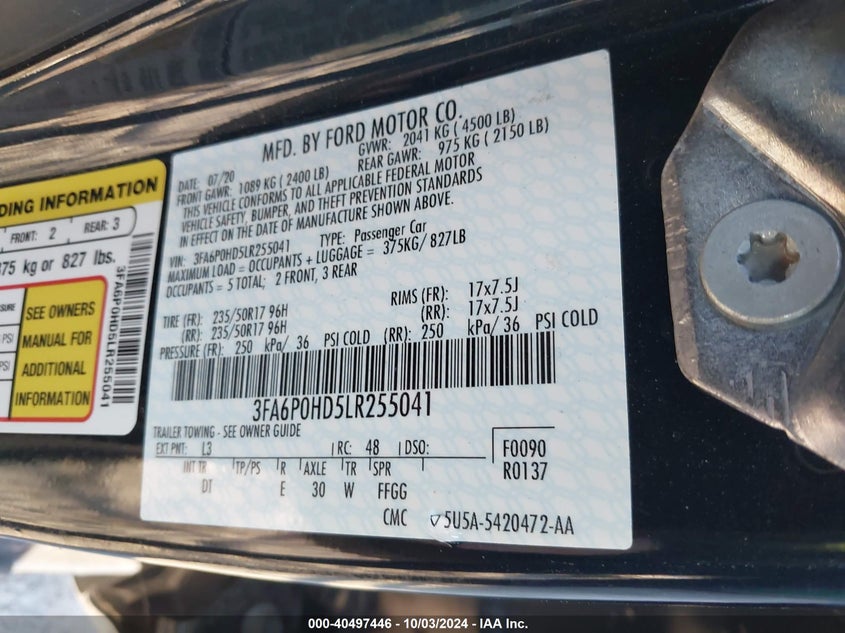 DING INFORMATION
FRONT: 2 REAR: 3
375 kg or 827 lbs.
SEE OWNERS
MANUAL FOR
ADDITIONAL
INFORMATION
PSI
PSI
3FA6P0HD5LR255041
MFD. BY FORD MOTOR CO.
DATE: 07/20 GVWR: 2041 KG ( 4500 LB)
FRONT GAWR: 1089 KG ( 2400 LB) REAR GAWR: 975 KG ( 2150 LB)
THIS VEHICLE CONFORMS TO ALL APPLICABLE FEDERAL MOTOR
VEHICLE SAFETY, BUMPER, AND THEFT PREVENTION STANDARDS
IN EFFECT ON THE DATE OF MANUFACTURE SHOWN ABOVE.
VIN: 3FA6P0HD5LR255041 TYPE: Passenger Car
MAXIMUM LOAD = OCCUPANTS + LUGGAGE = 375KG/ 827LB
OCCUPANTS = 5 TOTAL; 2 FRONT, 3 REAR
TIRE (FR): 235/50R17 96H RIMS (FR): 17x7.5J
(RR): 235/50R17 96H (RR): 17x7.5J
PRESSURE (FR): 250 kPa/ 36 PSI COLD (RR): 250 kPa/ 36 PSI COLD
3FA6P0HD5LR255041
TRAILER TOWING - SEE OWNER GUIDE
EXT PNT: L3 RC: 48 DSO: F0090
R0137
INT TR TP/PS R AXLE TR SPR
DT E 30 W FFGG
CMC 5U5A-5420472-AA
000-40497446 - 10/03/2024 - IAA Inc.